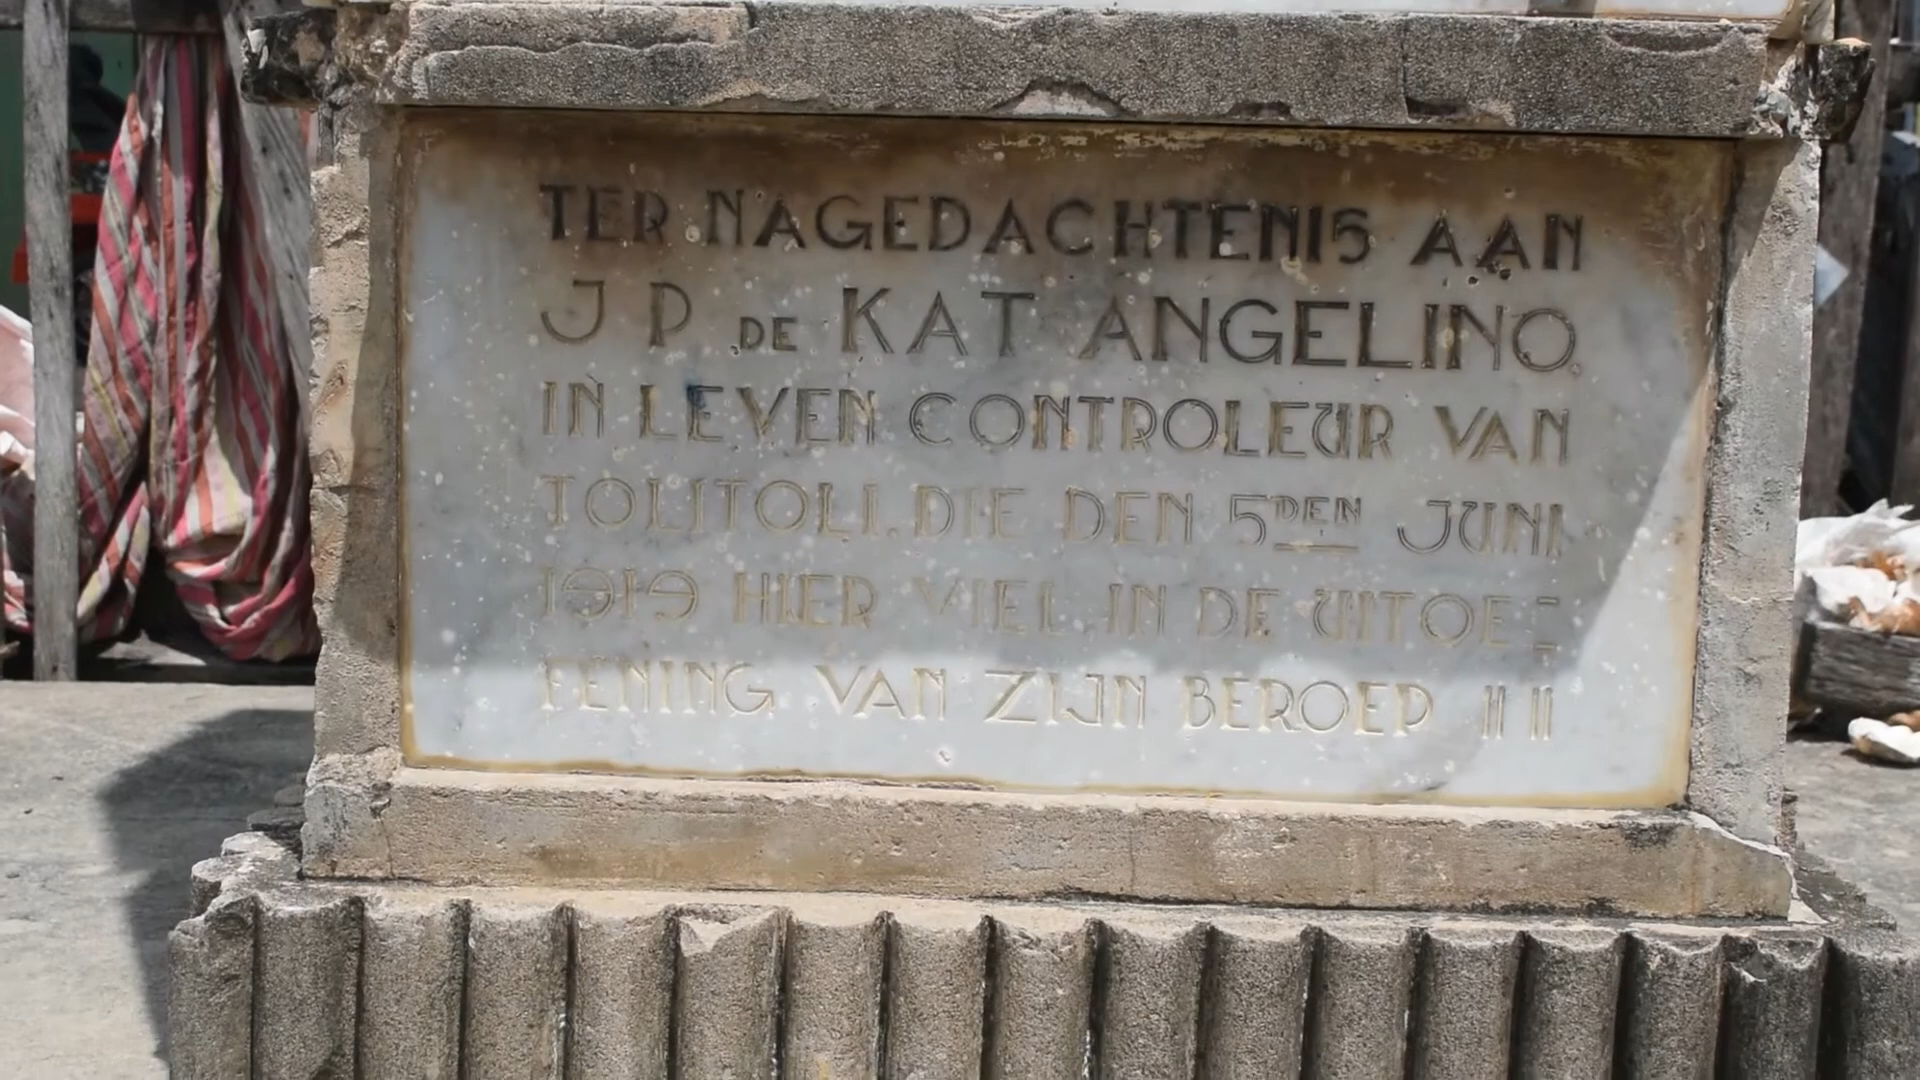 TER NAGEDACHTENIS AAN
J P DE KAT ANGELINO.
IN LEVEN CONTROLEUR VAN
TOLITOLI. DIE DEN 5DEN JUNI
1919 HIER VIEL IN DE UITOE=
FENING VAN ZIJN BEROEP